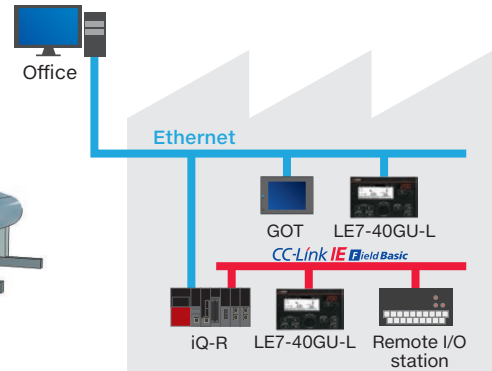 Office
Ethernet
GOT
LE7-40GU-L
CC-Link IE Field Basic
iQ-R
LE7-40GU-L
Remote I/O
station